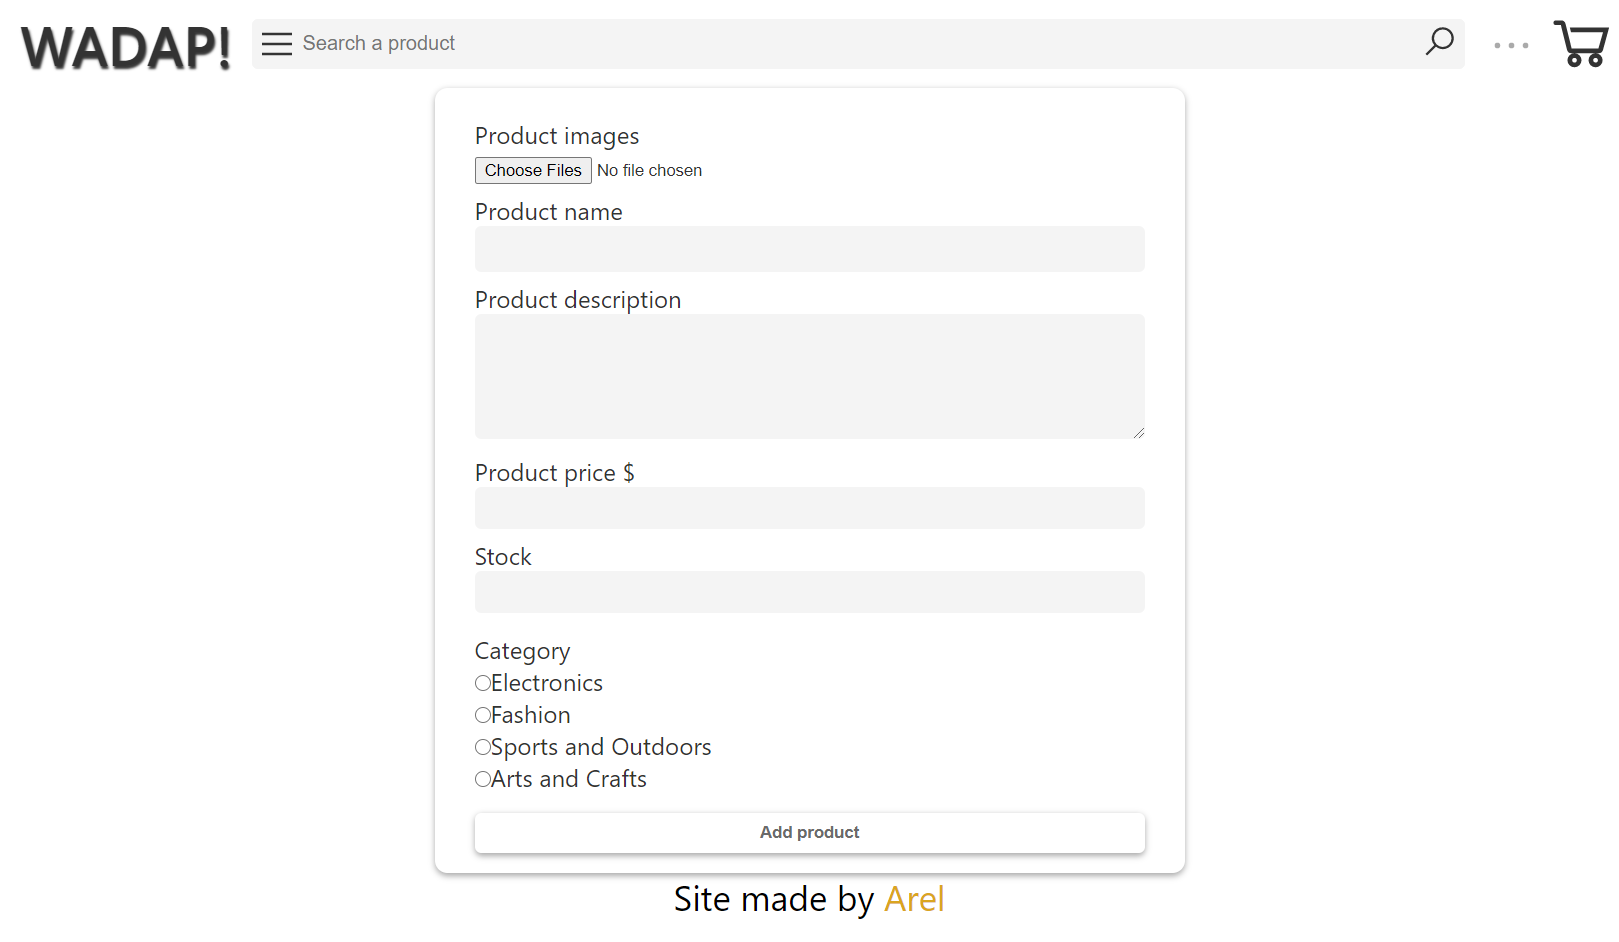 WADAP!
Search a product
Product images
Choose Files No file chosen
Product name
Product description
Product price $
Stock
Category
Electronics
Fashion
Sports and Outdoors
Arts and Crafts
Add product
Site made by Arel